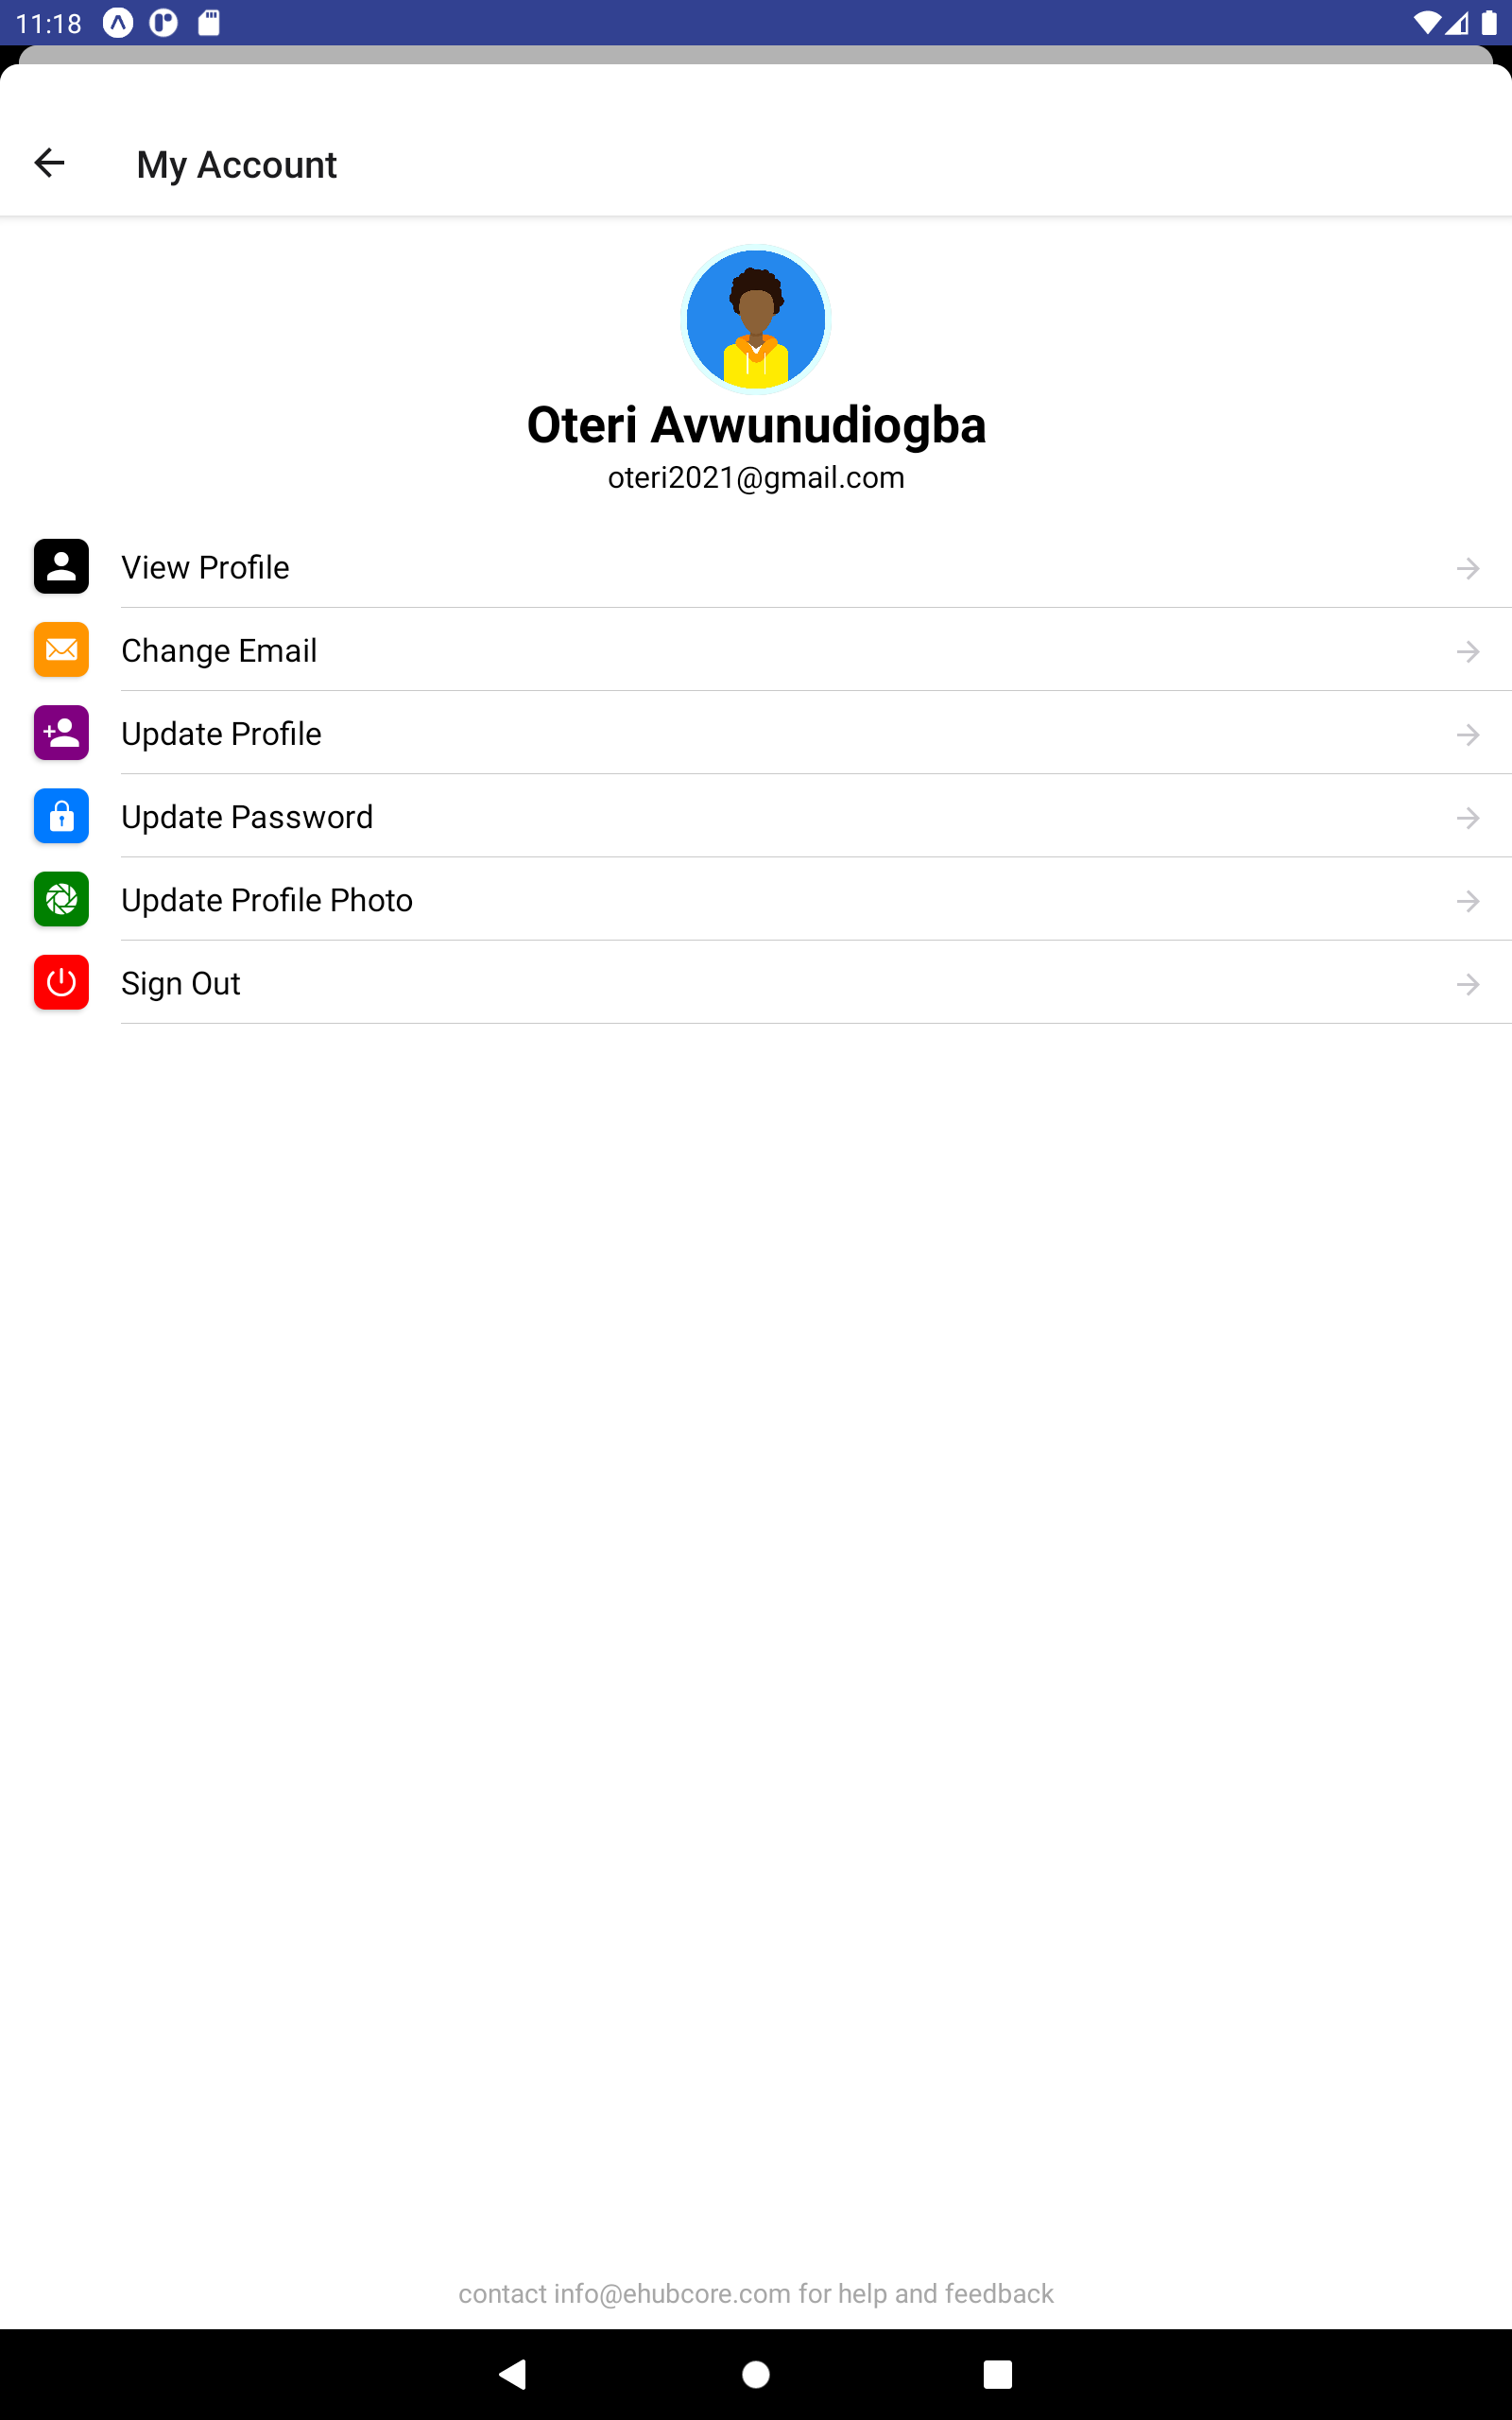 11:18
My Account
Oteri Avwunudiogba
oteri2021@gmail.com
View Profile
Change Email
Update Profile
Update Password
Update Profile Photo
Sign Out
contact info@ehubcore.com for help and feedback